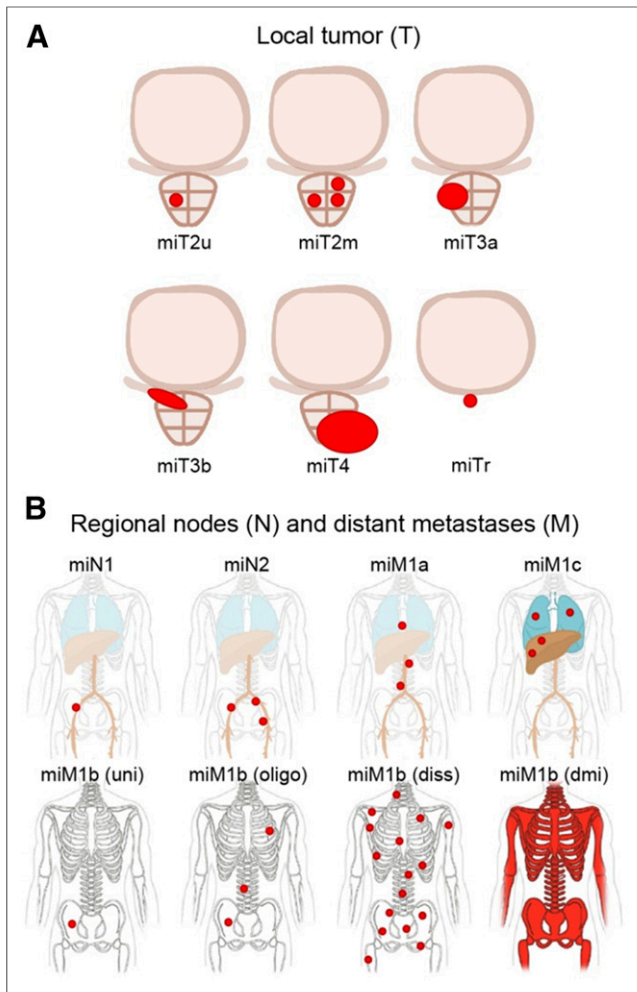 A
Local tumor (T)
miT2u
miT2m
miT3a
miT3b
miT4
miTr
B
Regional nodes (N) and distant metastases (M)
miN1
miN2
miM1a
miM1c
miM1b (uni)
miM1b (oligo)
miM1b (diss)
miM1b (dmi)